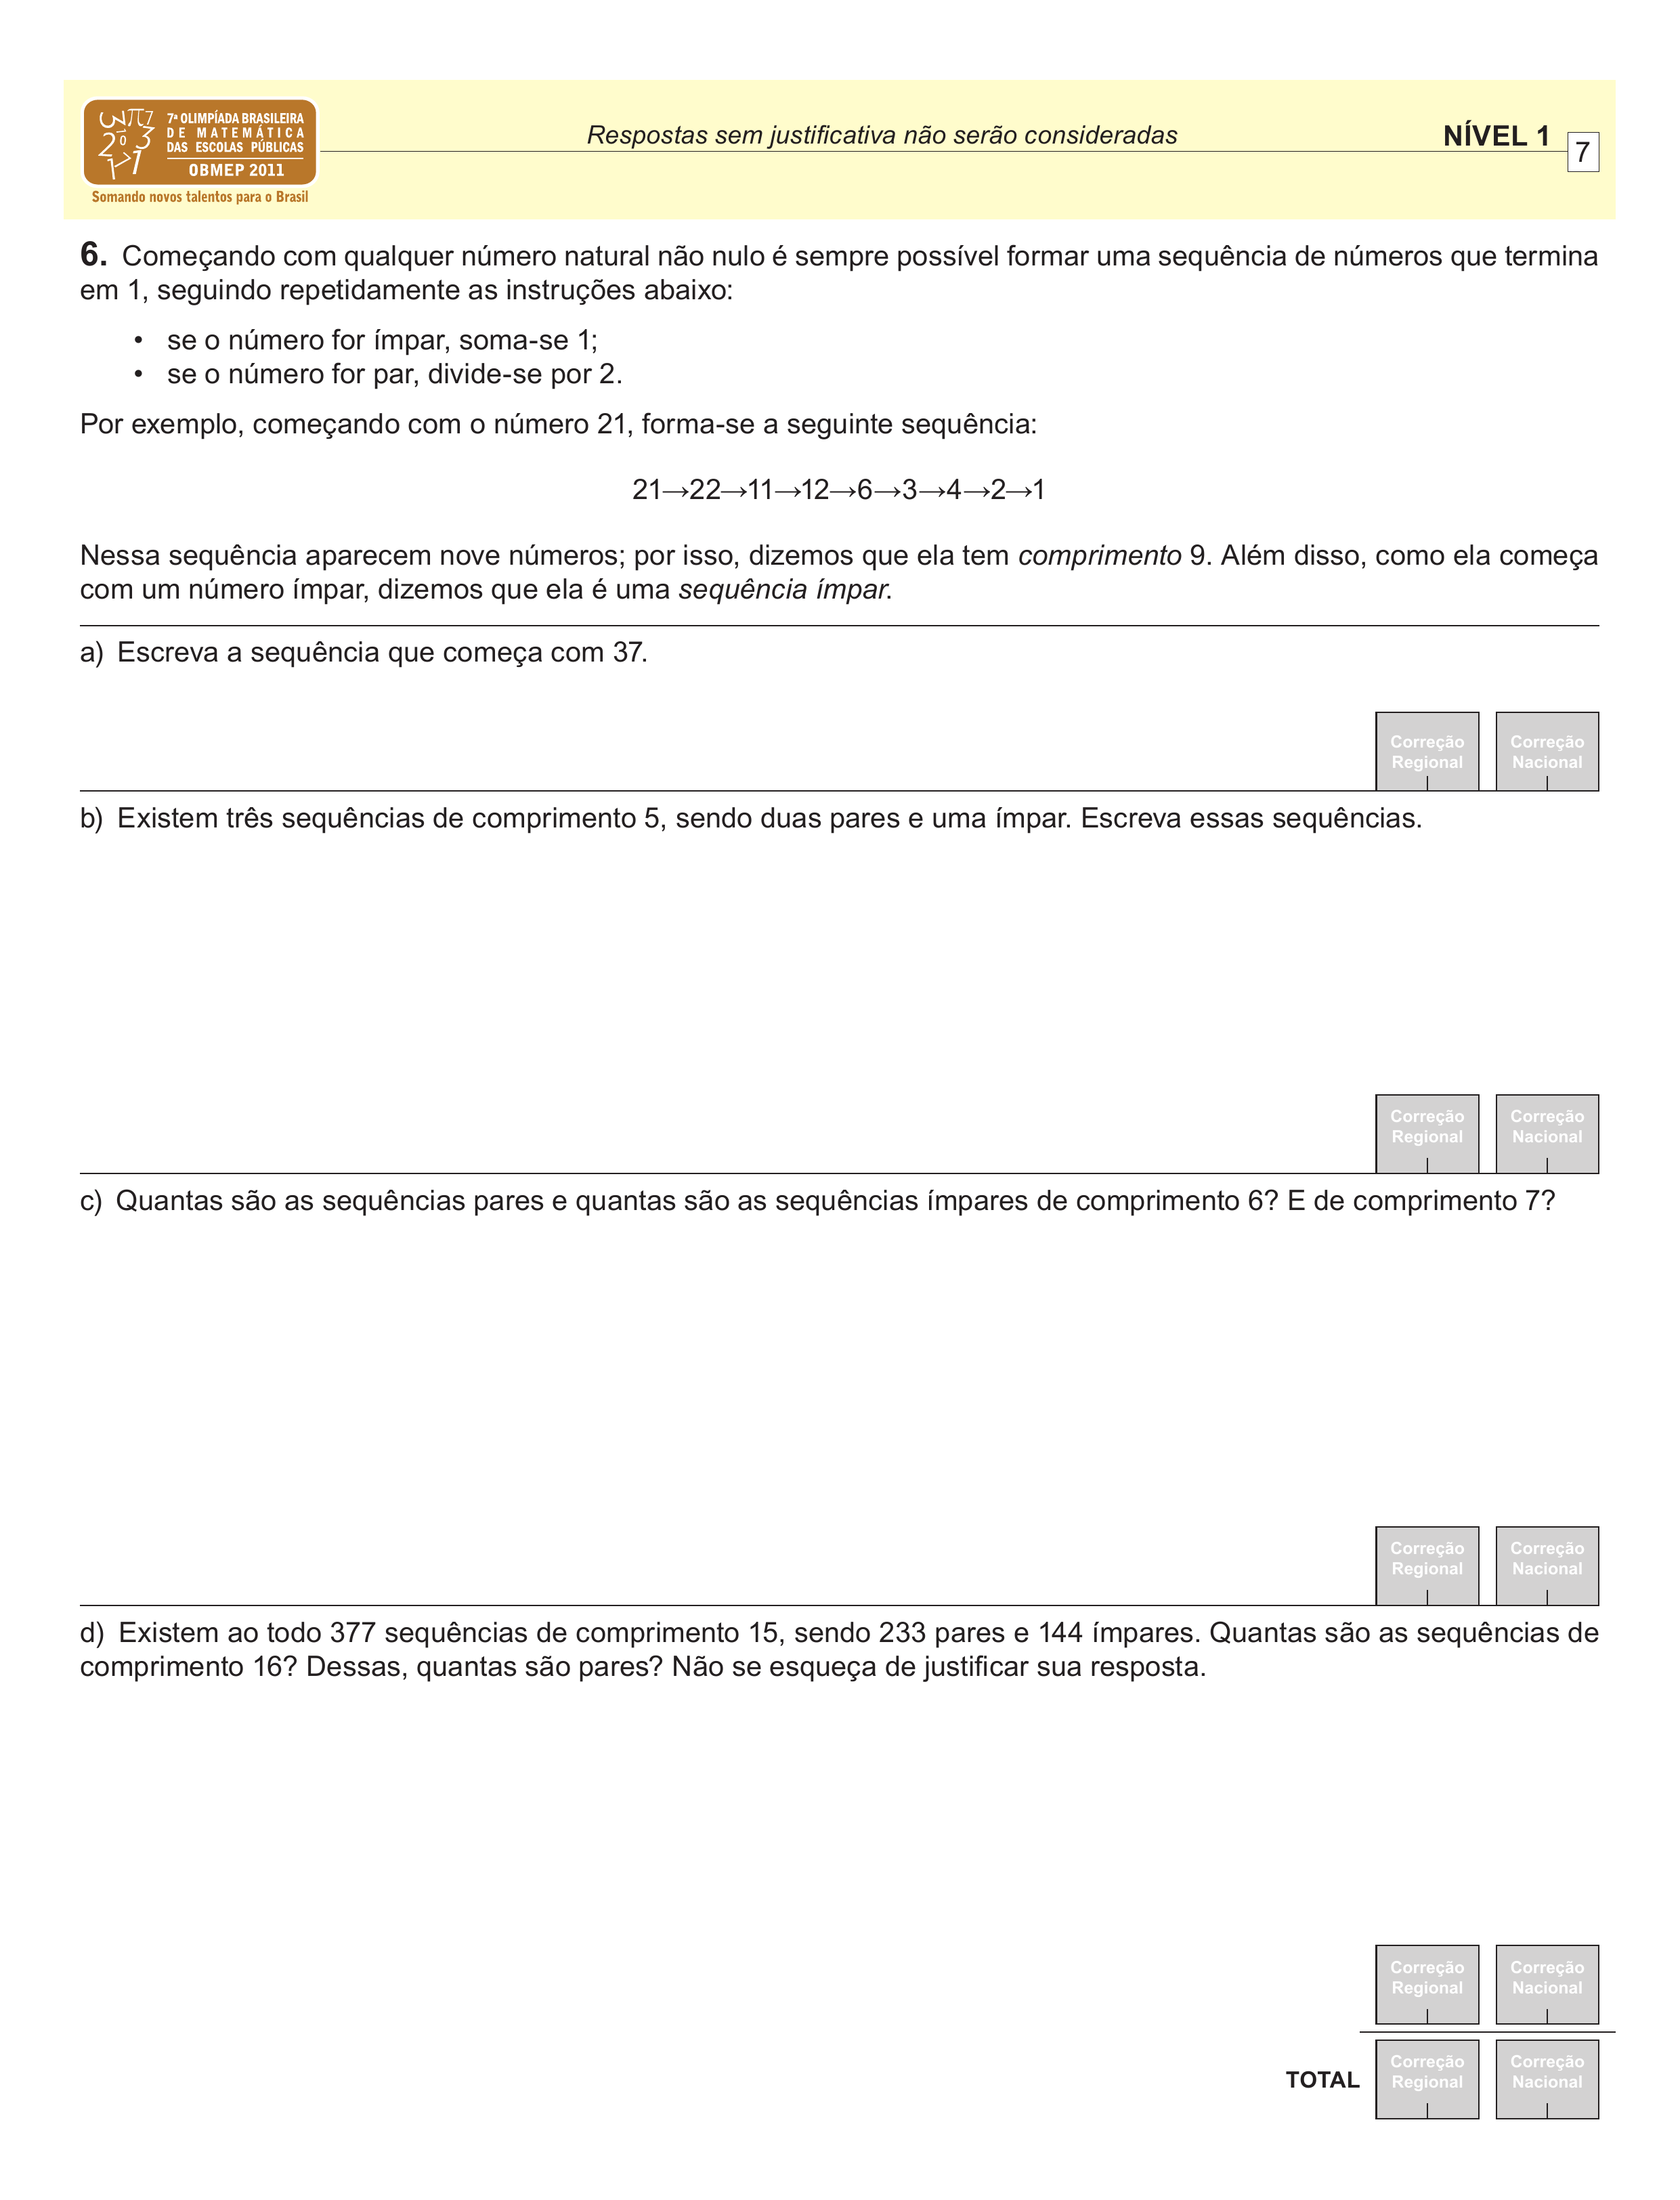 7ª OLIMPÍADA BRASILEIRA
DE MATEMÁTICA
DAS ESCOLAS PÚBLICAS
OBMEP 2011
Somando novos talentos para o Brasil
Respostas sem justificativa não serão consideradas
NÍVEL 1
7
6. Começando com qualquer número natural não nulo é sempre possível formar uma sequência de números que termina
em 1, seguindo repetidamente as instruções abaixo:
• se o número for ímpar, soma-se 1;
• se o número for par, divide-se por 2.
Por exemplo, começando com o número 21, forma-se a seguinte sequência:
21→22→11→12→6→3→4→2→1
Nessa sequência aparecem nove números; por isso, dizemos que ela tem comprimento 9. Além disso, como ela começa
com um número ímpar, dizemos que ela é uma sequência ímpar.
a) Escreva a sequência que começa com 37.
Correção Correção
Regional Nacional
b) Existem três sequências de comprimento 5, sendo duas pares e uma ímpar. Escreva essas sequências.
Correção Correção
Regional Nacional
c) Quantas são as sequências pares e quantas são as sequências ímpares de comprimento 6? E de comprimento 7?
Correção Correção
Regional Nacional
d) Existem ao todo 377 sequências de comprimento 15, sendo 233 pares e 144 ímpares. Quantas são as sequências de
comprimento 16? Dessas, quantas são pares? Não se esqueça de justificar sua resposta.
Correção Correção
Regional Nacional
TOTAL
Correção Correção
Regional Nacional